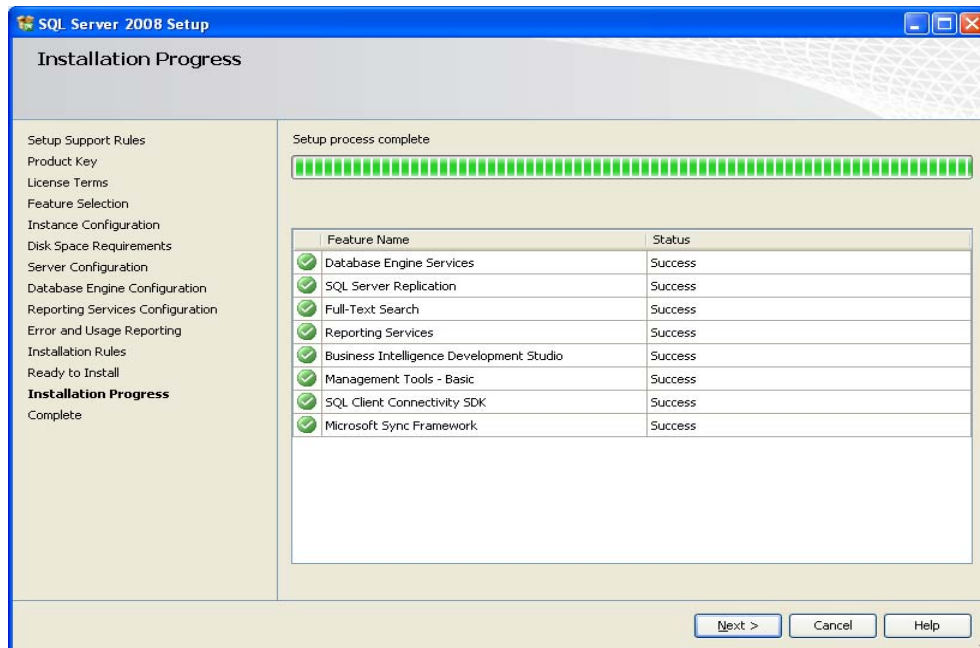 SQL Server 2008 Setup
Installation Progress
Setup Support Rules
Product Key
License Terms
Feature Selection
Instance Configuration
Disk Space Requirements
Server Configuration
Database Engine Configuration
Reporting Services Configuration
Error and Usage Reporting
Installation Rules
Ready to Install
Installation Progress
Complete
Setup process complete
Feature Name Status
Database Engine Services Success
SQL Server Replication Success
Full-Text Search Success
Reporting Services Success
Business Intelligence Development Studio Success
Management Tools - Basic Success
SQL Client Connectivity SDK Success
Microsoft Sync Framework Success
Next > Cancel Help